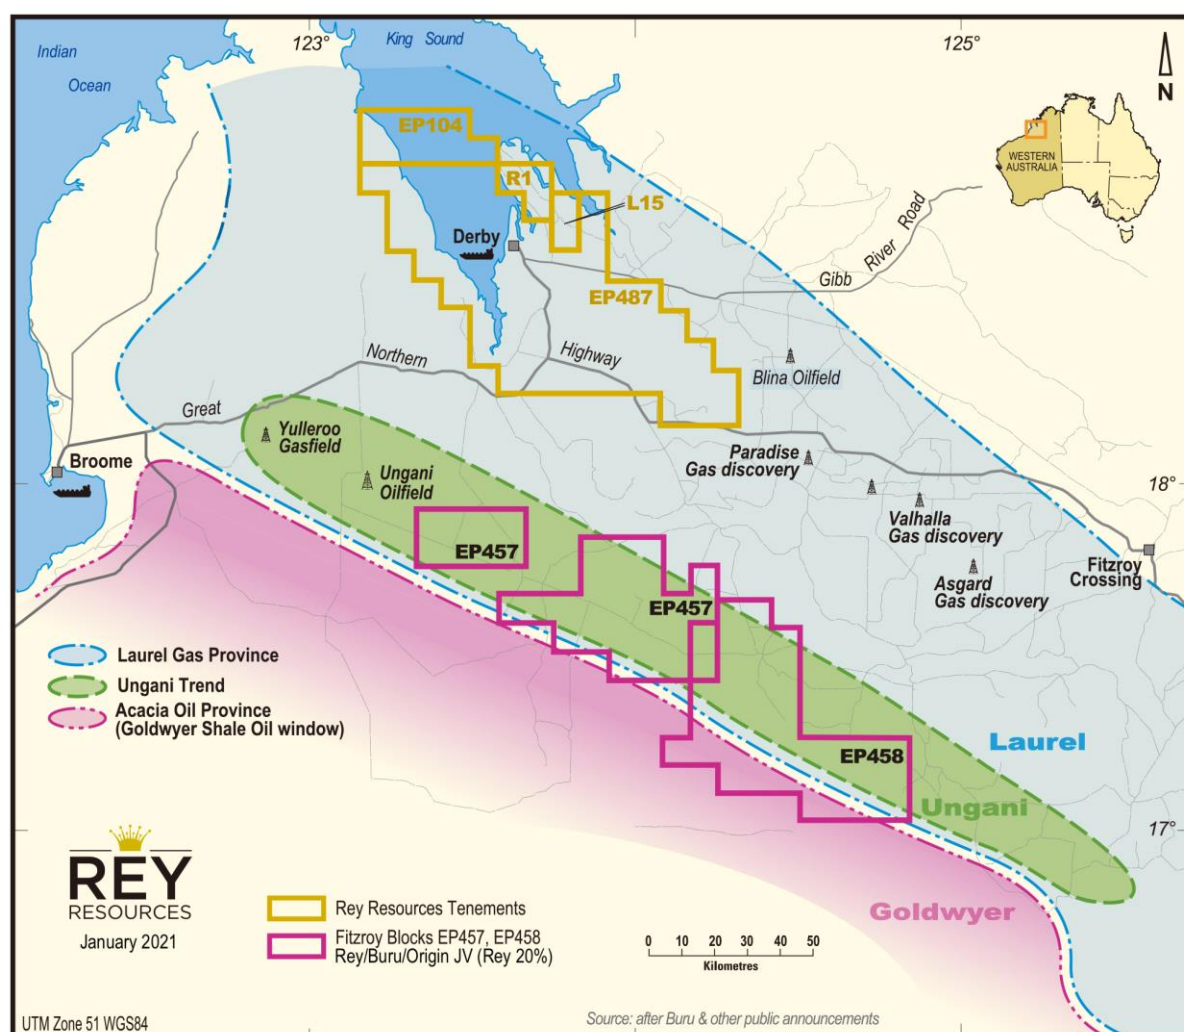 Indian
Ocean
123°
King Sound
125°
N
WESTERN
AUSTRALIA
EP104
R1
L15
Derby
Gibb River Road
EP487
Northern
Highway
Great
Blina Oilfield
Yulleroo
Gasfield
Broome
Ungani
Oilfield
Paradise
Gas discovery
18°
Valhalla
Gas discovery
Fitzroy
Crossing
Asgard
Gas discovery
EP457
EP457
EP458
Laurel
Ungani
Goldwyer
17°
Laurel Gas Province
Ungani Trend
Acacia Oil Province
(Goldwyer Shale Oil window)
REY
RESOURCES
January 2021
Rey Resources Tenements
Fitzroy Blocks EP457, EP458
Rey/Buru/Origin JV (Rey 20%)
0 10 20 30 40 50
Kilometres
UTM Zone 51 WGS84
Source: after Buru & other public announcements